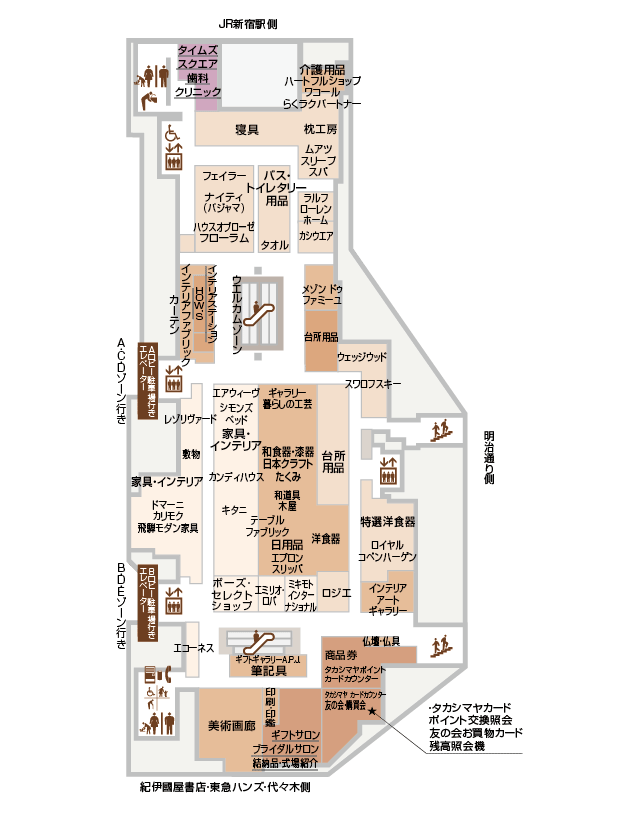 JR新宿駅側
タイムズ
スクエア
歯科
クリニック
介護用品
ハートフルショップ
ワコール
らくラクパートナー
寝具
枕工房
ムアツ
スリープ
スパ
フェイラー
ナイティ
(パジャマ)
ハウスオブローゼ
フローラム
バス・
トイレタリー
用品
タオル
ラルフ
ローレン
ホーム
カシウエア
カーテン
インテリアファブリック
HOWS
インテリアステーション
ウエルカムゾーン
メゾン ドゥ
ファミーユ
台所用品
ウェッジウッド
スワロフスキー
A・C・Dゾーン行き
Aロビー駐車場行き
エレベーター
明治通り側
レゾリヴァード
敷物
家具・インテリア
ドマーニ
カリモク
飛騨モダン家具
エアウィーヴ
シモンズ
ベッド
家具・
インテリア
カンディハウス
キタニ
ギャラリー
暮らしの工芸
和食器・漆器
日本クラフト
たくみ
和道具
木屋
テーブル
ファブリック
日用品
エプロン
スリッパ
台所
用品
洋食器
特選洋食器
ロイヤル
コペンハーゲン
インテリア
アート
ギャラリー
B・D・Eゾーン行き
Bロビー駐車場行き
エレベーター
ポーズ・
セレクト
ショップ
エミリオ・
ロバ
ミキモト
インター
ナショナル
ロジエ
エコーネス
ギフトギャラリーA.P.J.
筆記具
仏壇・仏具
商品券
タカシマヤポイント
カードカウンター
タカシマヤ カードカウンター
友の会・積買会
★
美術画廊
印刷・印鑑
ギフトサロン
ブライダルサロン
結納品・式場紹介
・タカシマヤカード
ポイント交換照会
友の会お買物カード
残高照会機
紀伊國屋書店・東急ハンズ・代々木側